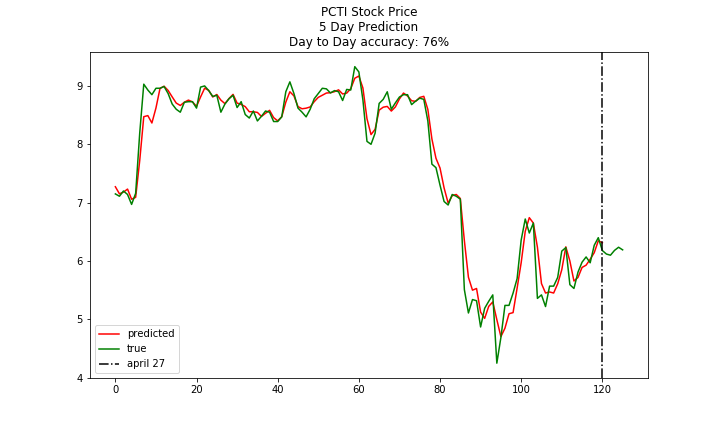 PCTI Stock Price
5 Day Prediction
Day to Day accuracy: 76%
9
8
7
6
5
4
predicted
true
april 27
0
20
40
60
80
100
120